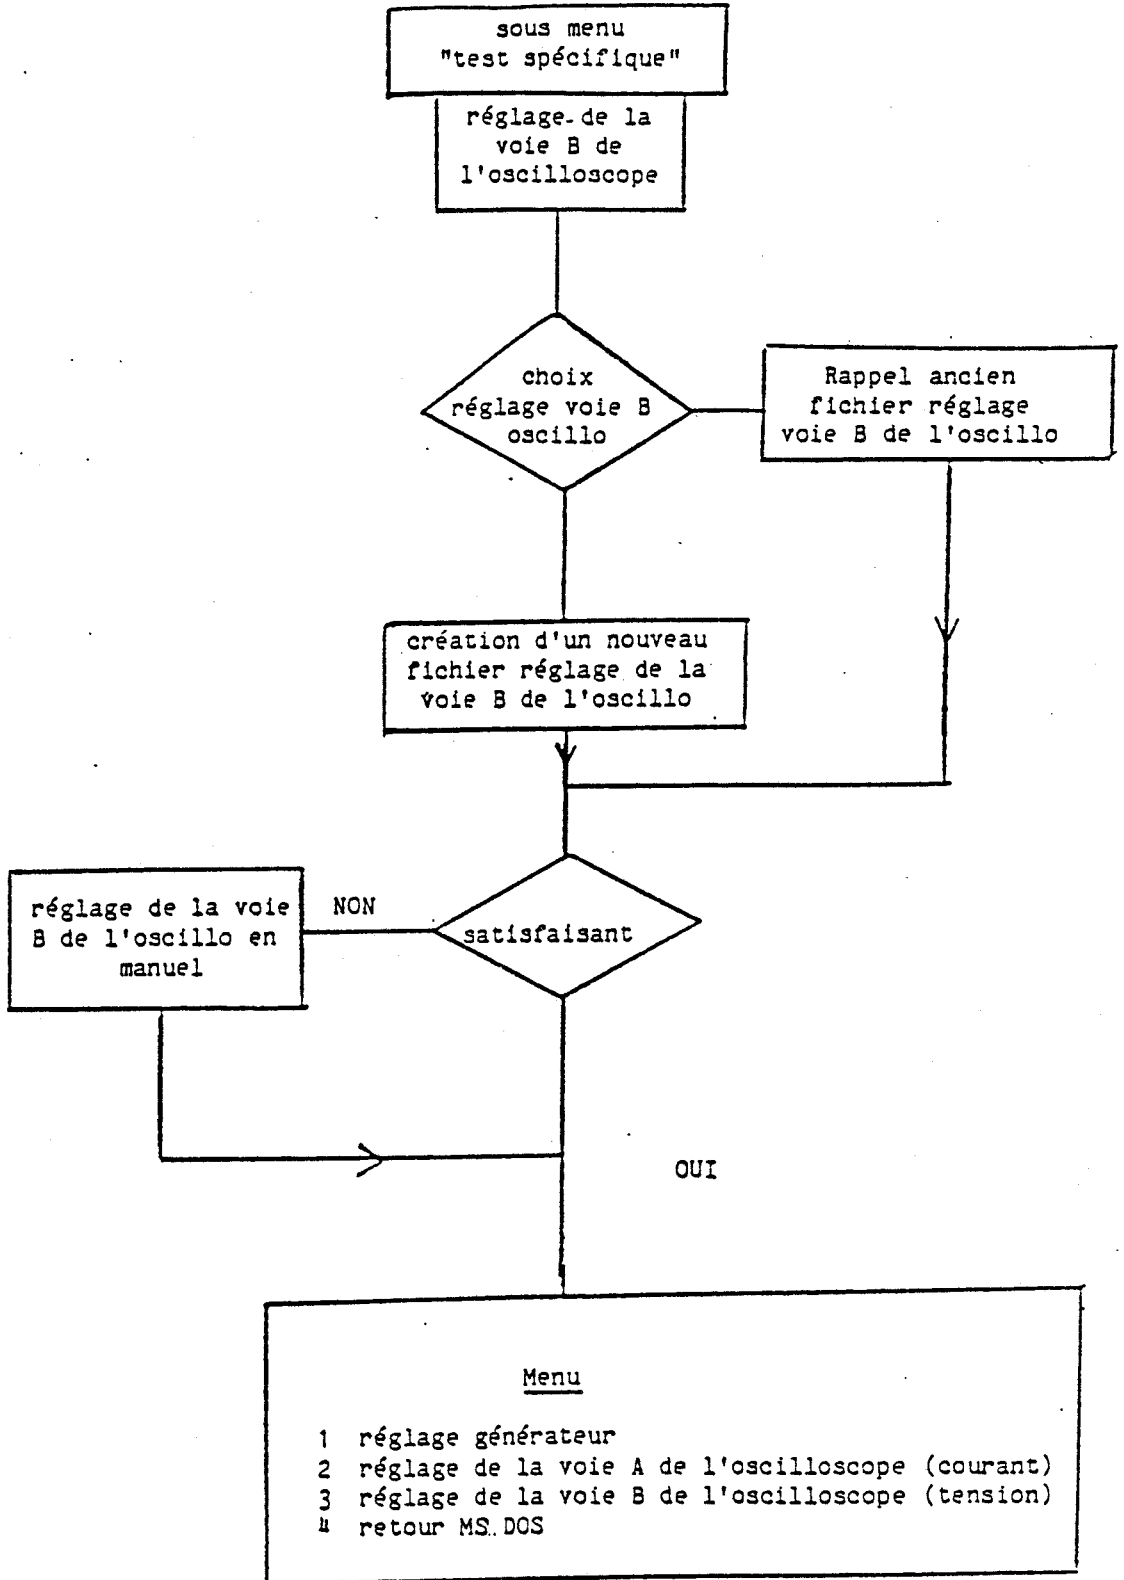 sous menu
"test spécifique"
réglage de la
voie B de
l'oscilloscope
choix
réglage voie B
oscillo
Rappel ancien
fichier réglage
voie B de l'oscillo
création d'un nouveau
fichier réglage de la
voie B de l'oscillo
réglage de la voie
B de l'oscillo en
manuel
NON
satisfaisant
OUI
Menu
1 réglage générateur
2 réglage de la voie A de l'oscilloscope (courant)
3 réglage de la voie B de l'oscilloscope (tension)
4 retour MS.DOS